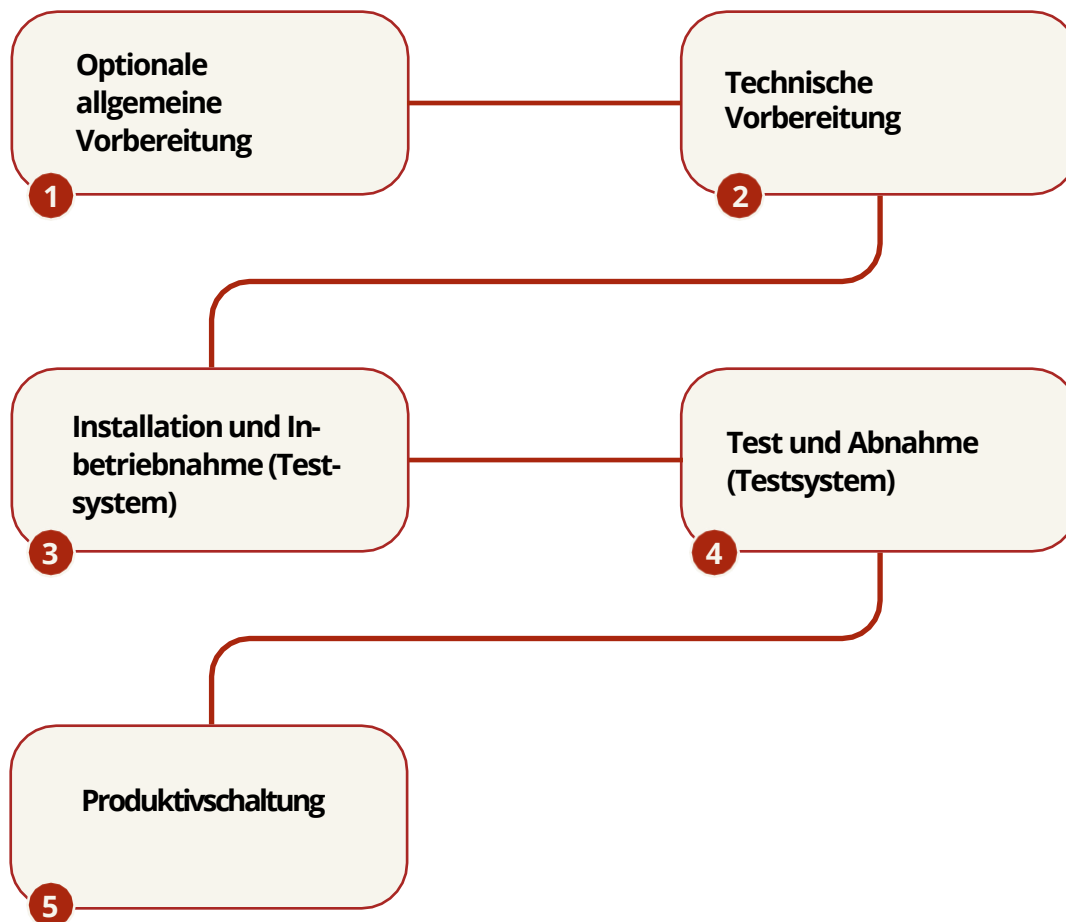 Optionale
allgemeine
Vorbereitung
1
Technische
Vorbereitung
2
Installation und In-
betriebnahme (Test-
system)
3
Test und Abnahme
(Testsystem)
4
Produktivschaltung
5